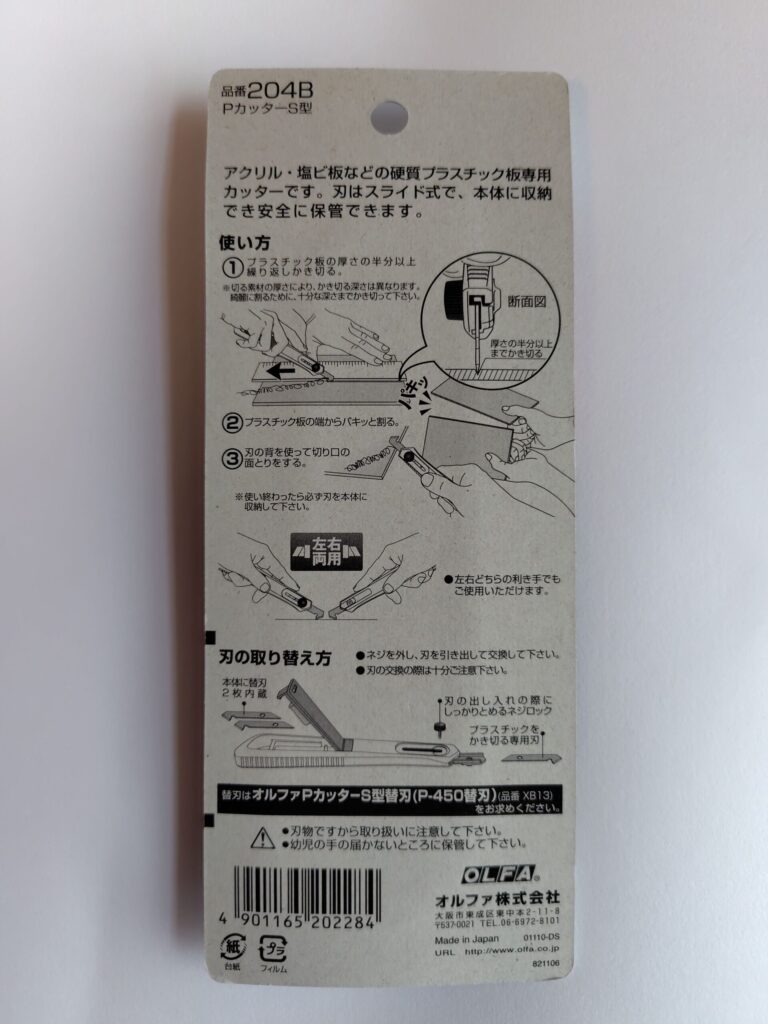 品番204B
PカッターS型
アクリル・塩ビ板などの硬質プラスチック板専用
カッターです。刃はスライド式で、本体に収納
でき安全に保管できます。
使い方
① プラスチック板の厚さの半分以上
繰り返しかき切る。
※切る素材の厚さにより、かき切る深さは異なります。
綺麗に割るために、十分な深さまでかき切って下さい。
断面図
厚さの半分以上
までかき切る
パキッ
② プラスチック板の端からパキッと割る。
③ 刃の背を使って切り口の
面とりをする。
※使い終わったら必ず刃を本体に
収納して下さい。
左右
両用
●左右どちらの利き手でも
ご使用いただけます。
刃の取り替え方
●ネジを外し、刃を引き出して交換して下さい。
●刃の交換の際は十分ご注意下さい。
本体に替刃
2枚内蔵
●刃の出し入れの際に
しっかりとめるネジロック
プラスチックを
かき切る専用刃
替刃はオルファPカッターS型替刃(P-450替刃)(品番 XB13)
をお求めください。
●刃物ですから取り扱いに注意して下さい。
●幼児の手の届かないところに保管して下さい。
4 901165 202284
OLFA®
オルファ株式会社
大阪市東成区東中本2-11-8
〒537-0021 TEL.06-6972-8101
Made in Japan 01110-DS
URL http://www.olfa.co.jp
821106
紙
台紙
プラ
フィルム